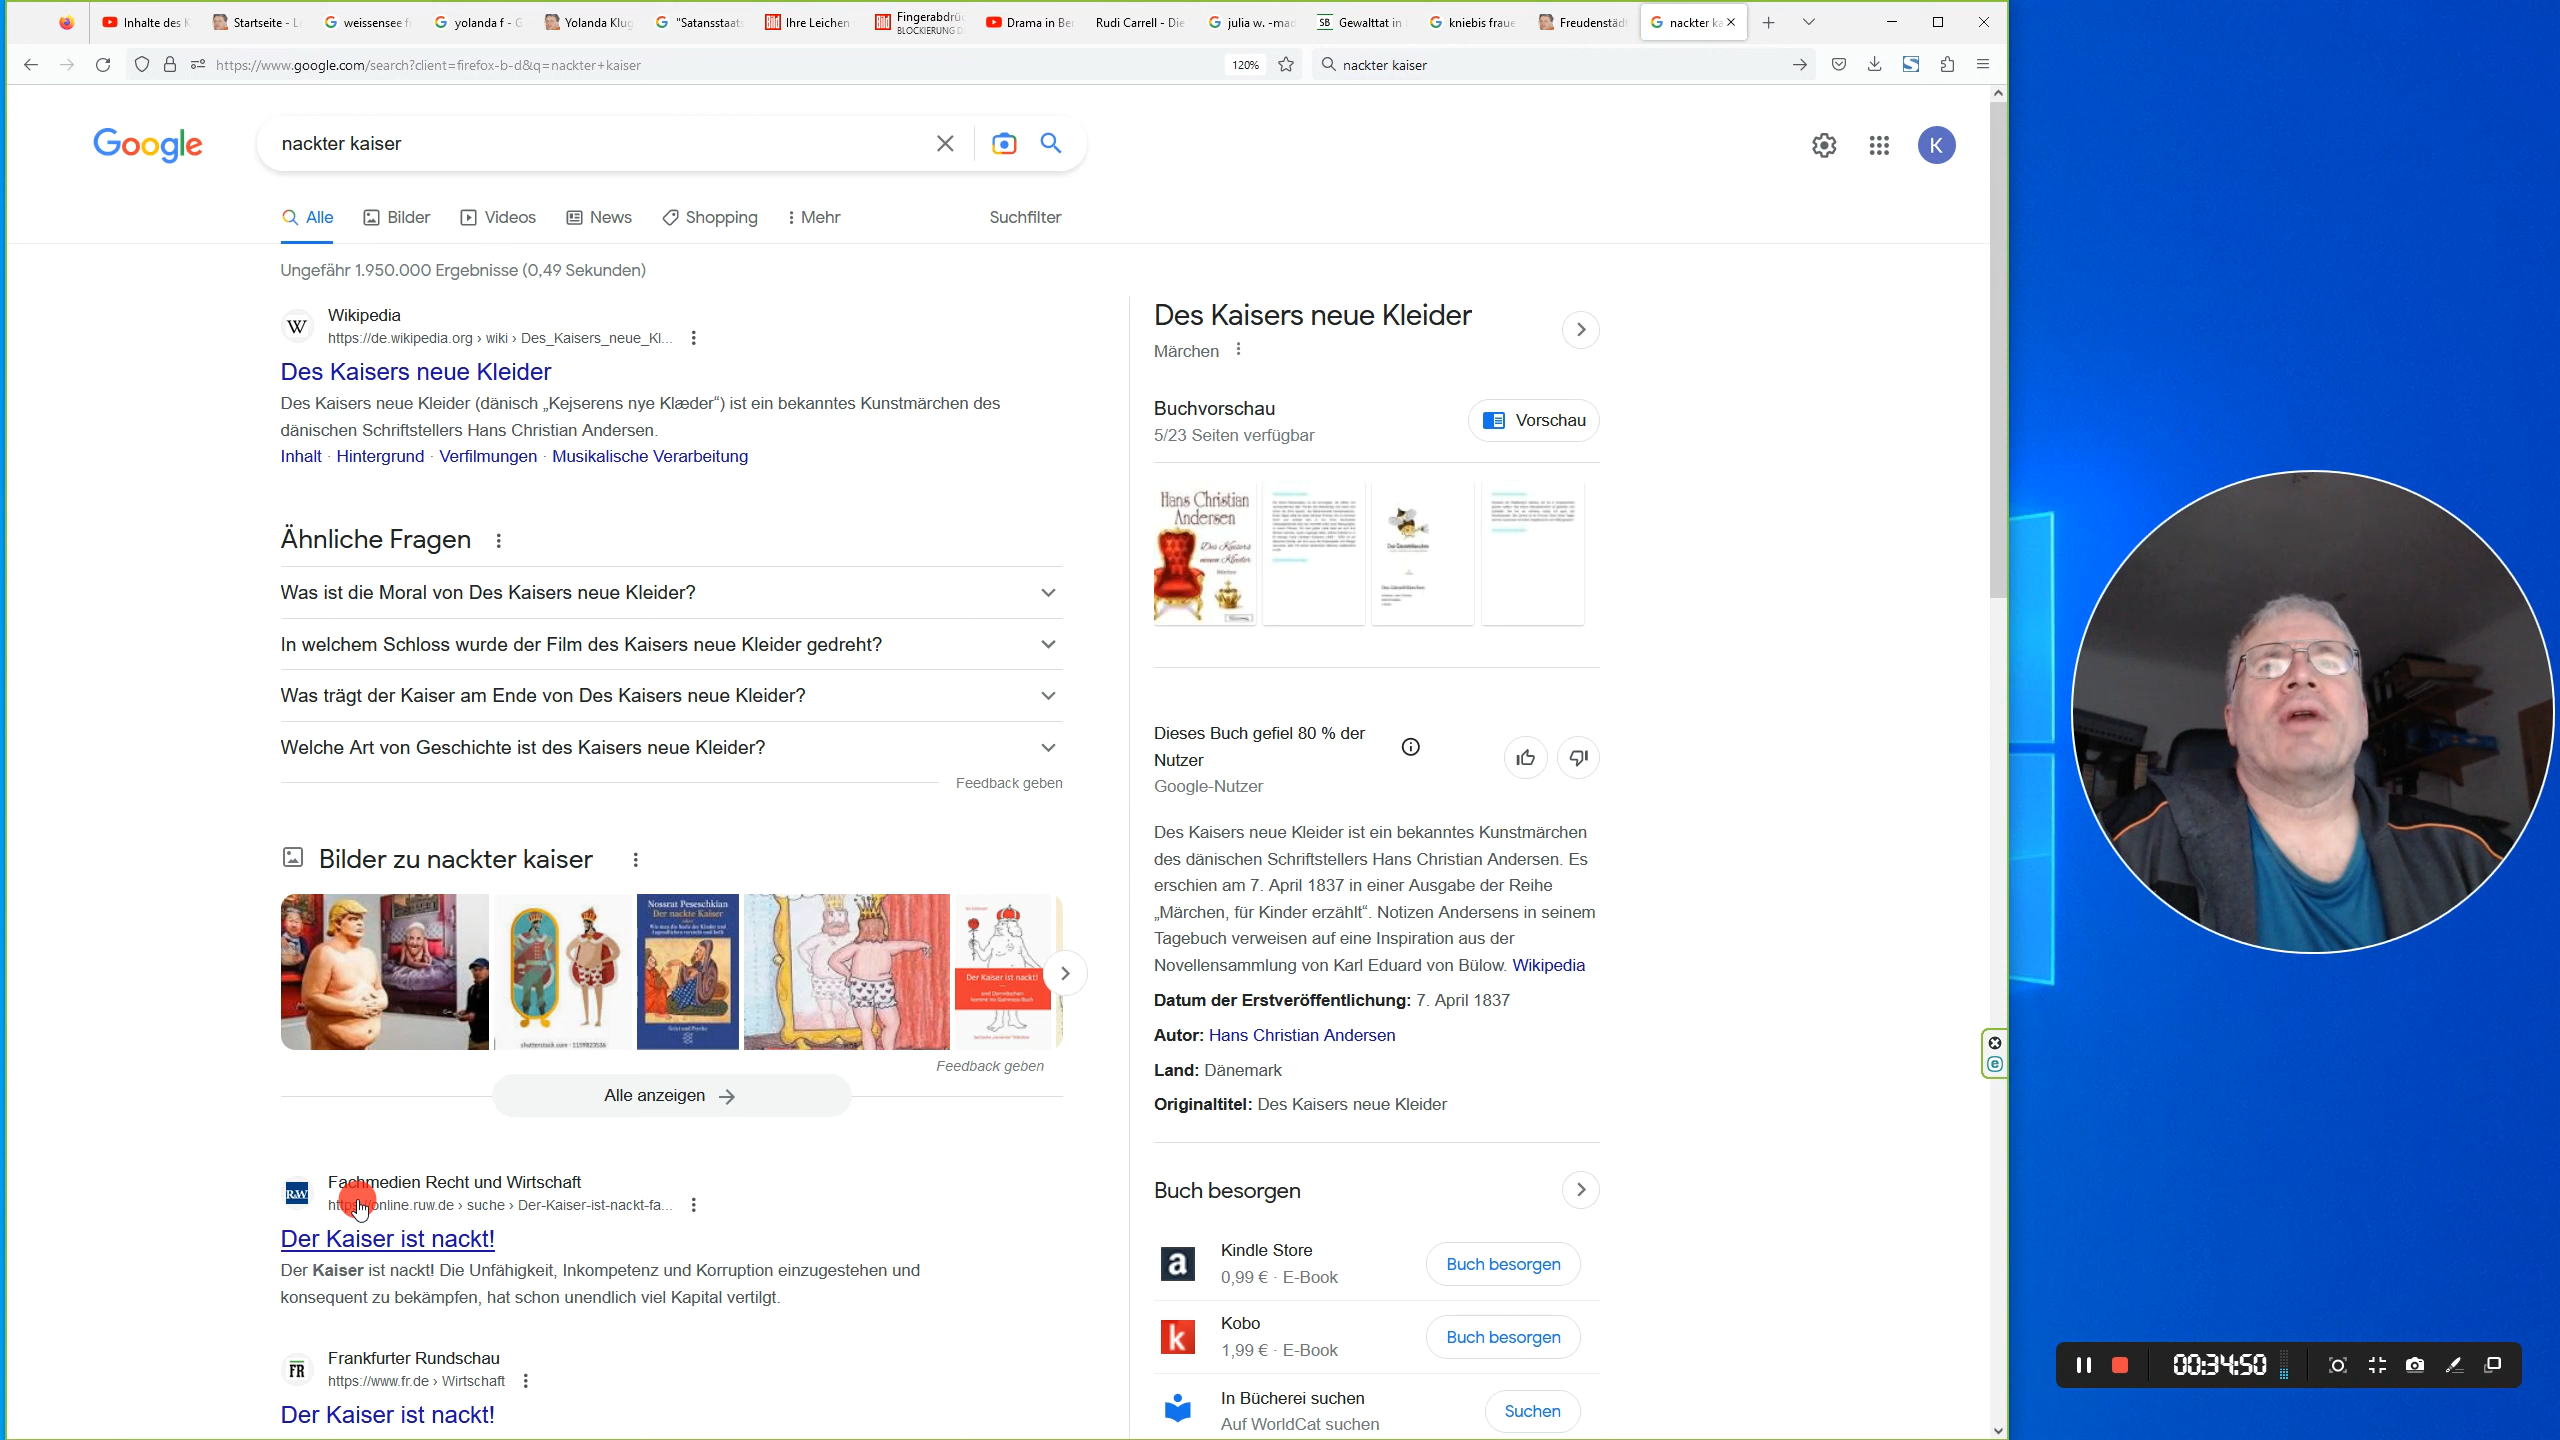 Inhalte des K
Startseite - L
weissensee f
yolanda f - G
Yolanda Klug
"Satansstaats
Ihre Leichen
Fingerabdrü
BLOCKIERUNG D
Drama in Be
Rudi Carrell - Die
julia w. -mad
Gewalttat in
kniebis fraue
Freudenstäd
nackter ka
https://www.google.com/search?client=firefox-b-d&q=nackter+kaiser
120%
nackter kaiser
Google
nackter kaiser
K
Alle
Bilder
Videos
News
Shopping
Mehr
Suchfilter
Ungefähr 1.950.000 Ergebnisse (0,49 Sekunden)
W
Wikipedia
https://de.wikipedia.org › wiki › Des_Kaisers_neue_Kl...
Des Kaisers neue Kleider
Des Kaisers neue Kleider (dänisch „Kejserens nye Klæder“) ist ein bekanntes Kunstmärchen des
dänischen Schriftstellers Hans Christian Andersen.
Inhalt · Hintergrund · Verfilmungen · Musikalische Verarbeitung
Ähnliche Fragen
Was ist die Moral von Des Kaisers neue Kleider?
In welchem Schloss wurde der Film des Kaisers neue Kleider gedreht?
Was trägt der Kaiser am Ende von Des Kaisers neue Kleider?
Welche Art von Geschichte ist des Kaisers neue Kleider?
Feedback geben
Bilder zu nackter kaiser
shutterstock.com · 1159823536
Nossrat Peseschkian
Der nackte Kaiser
Der Kaiser ist nackt!
Feedback geben
Alle anzeigen
R&W
Fachmedien Recht und Wirtschaft
https://online.ruw.de › suche › Der-Kaiser-ist-nackt-fa...
Der Kaiser ist nackt!
Der Kaiser ist nackt! Die Unfähigkeit, Inkompetenz und Korruption einzugestehen und
konsequent zu bekämpfen, hat schon unendlich viel Kapital vertilgt.
FR
Frankfurter Rundschau
https://www.fr.de › Wirtschaft
Der Kaiser ist nackt!
Des Kaisers neue Kleider
Märchen
Buchvorschau
5/23 Seiten verfügbar
Vorschau
Hans Christian
Andersen
Des Kaisers
neuen Kleider
Dieses Buch gefiel 80 % der
Nutzer
Google-Nutzer
Des Kaisers neue Kleider ist ein bekanntes Kunstmärchen
des dänischen Schriftstellers Hans Christian Andersen. Es
erschien am 7. April 1837 in einer Ausgabe der Reihe
„Märchen, für Kinder erzählt“. Notizen Andersens in seinem
Tagebuch verweisen auf eine Inspiration aus der
Novellensammlung von Karl Eduard von Bülow. Wikipedia
Datum der Erstveröffentlichung: 7. April 1837
Autor: Hans Christian Andersen
Land: Dänemark
Originaltitel: Des Kaisers neue Kleider
Buch besorgen
Kindle Store
0,99 € · E-Book
Buch besorgen
Kobo
1,99 € · E-Book
Buch besorgen
In Bücherei suchen
Auf WorldCat suchen
Suchen
00:34:50